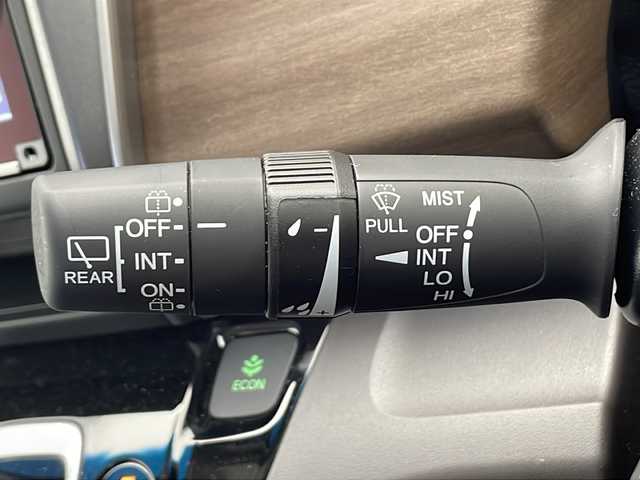 REAR
OFF
INT
ON
PULL
MIST
OFF
INT
LO
HI
ECON